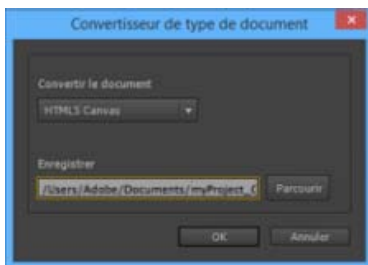 Convertisseur de type de document
Convertir le document
HTML5 Canvas
Enregistrer
/Users/Adobe/Documents/myProject_C
Parcourir
OK
Annuler